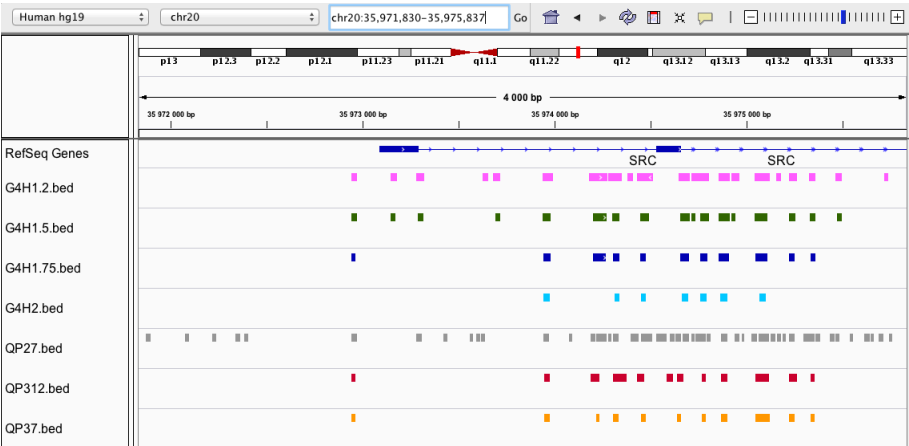 Human hg19 chr20 chr20:35,971,830-35,975,837 Go
p13 p12.3 p12.2 p12.1 p11.23 p11.21 q11.1 q11.22 q12 q13.12 q13.13 q13.2 q13.31 q13.33
4 000 bp
35 972 000 bp 35 973 000 bp 35 974 000 bp 35 975 000 bp
RefSeq Genes
SRC SRC
G4H1.2.bed
G4H1.5.bed
G4H1.75.bed
G4H2.bed
QP27.bed
QP312.bed
QP37.bed